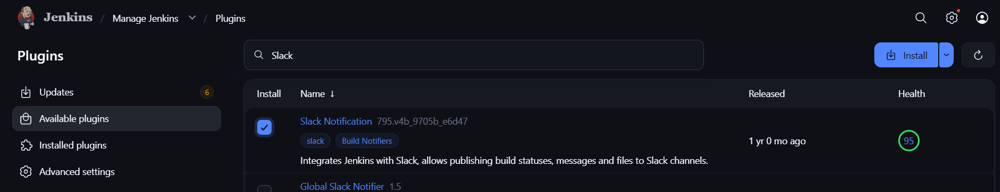 Jenkins / Manage Jenkins / Plugins
Plugins
Slack
Install
Updates 6
Available plugins
Installed plugins
Advanced settings
Install Name ↓ Released Health
Slack Notification 795.v4b_9705b_e6d47
slack Build Notifiers
1 yr 0 mo ago 95
Integrates Jenkins with Slack, allows publishing build statuses, messages and files to Slack channels.
Global Slack Notifier 1.5